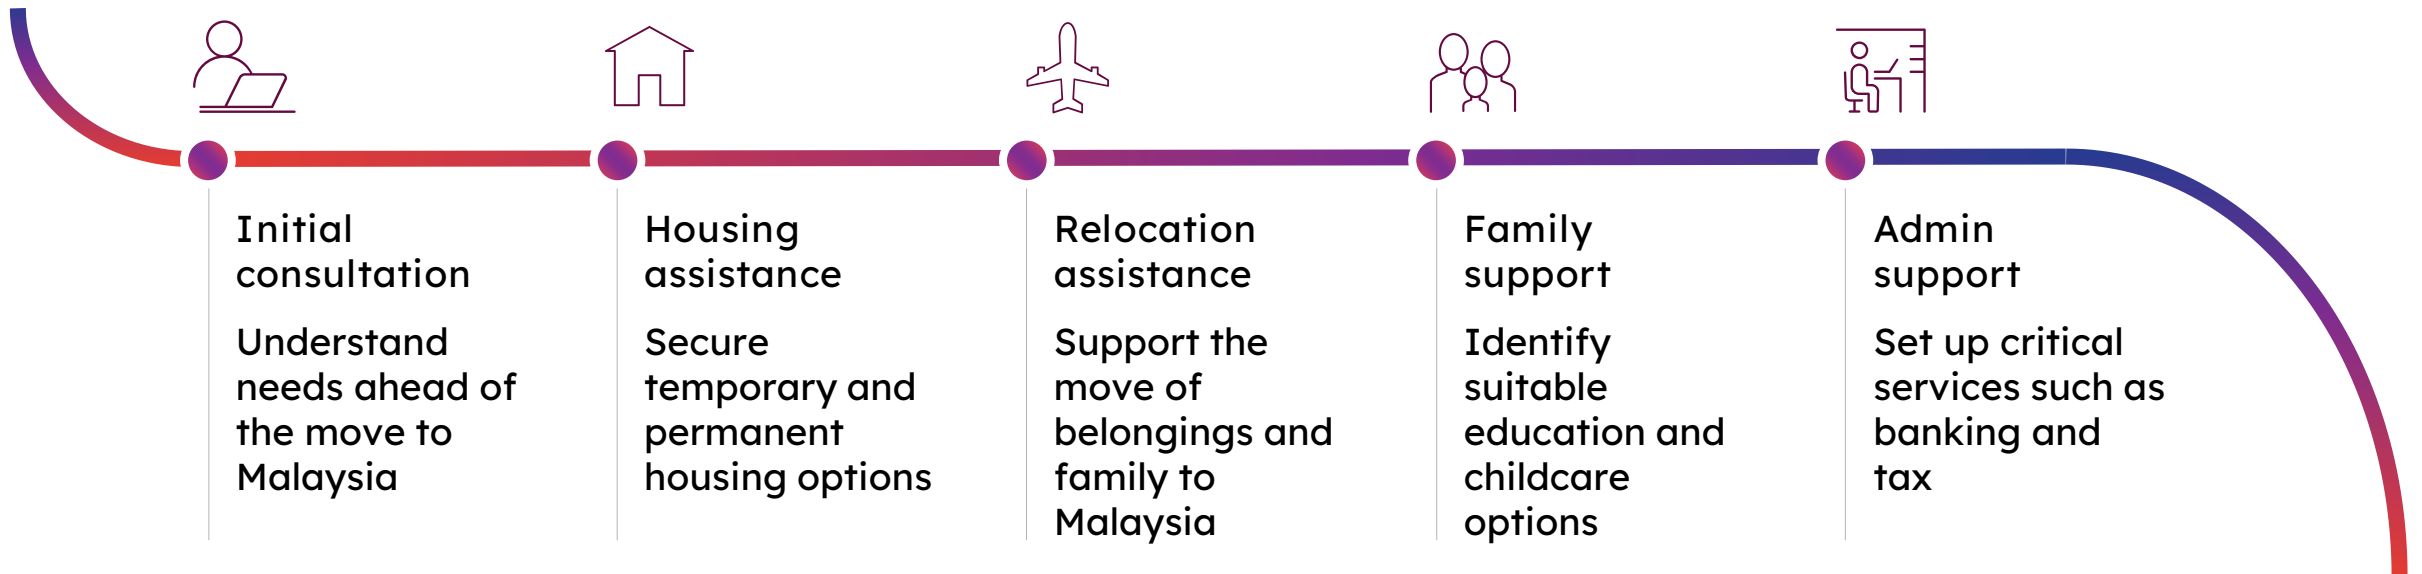 Initial
consultation
Understand
needs ahead of
the move to
Malaysia
Housing
assistance
Secure
temporary and
permanent
housing options
Relocation
assistance
Support the
move of
belongings and
family to
Malaysia
Family
support
Identify
suitable
education and
childcare
options
Admin
support
Set up critical
services such as
banking and
tax